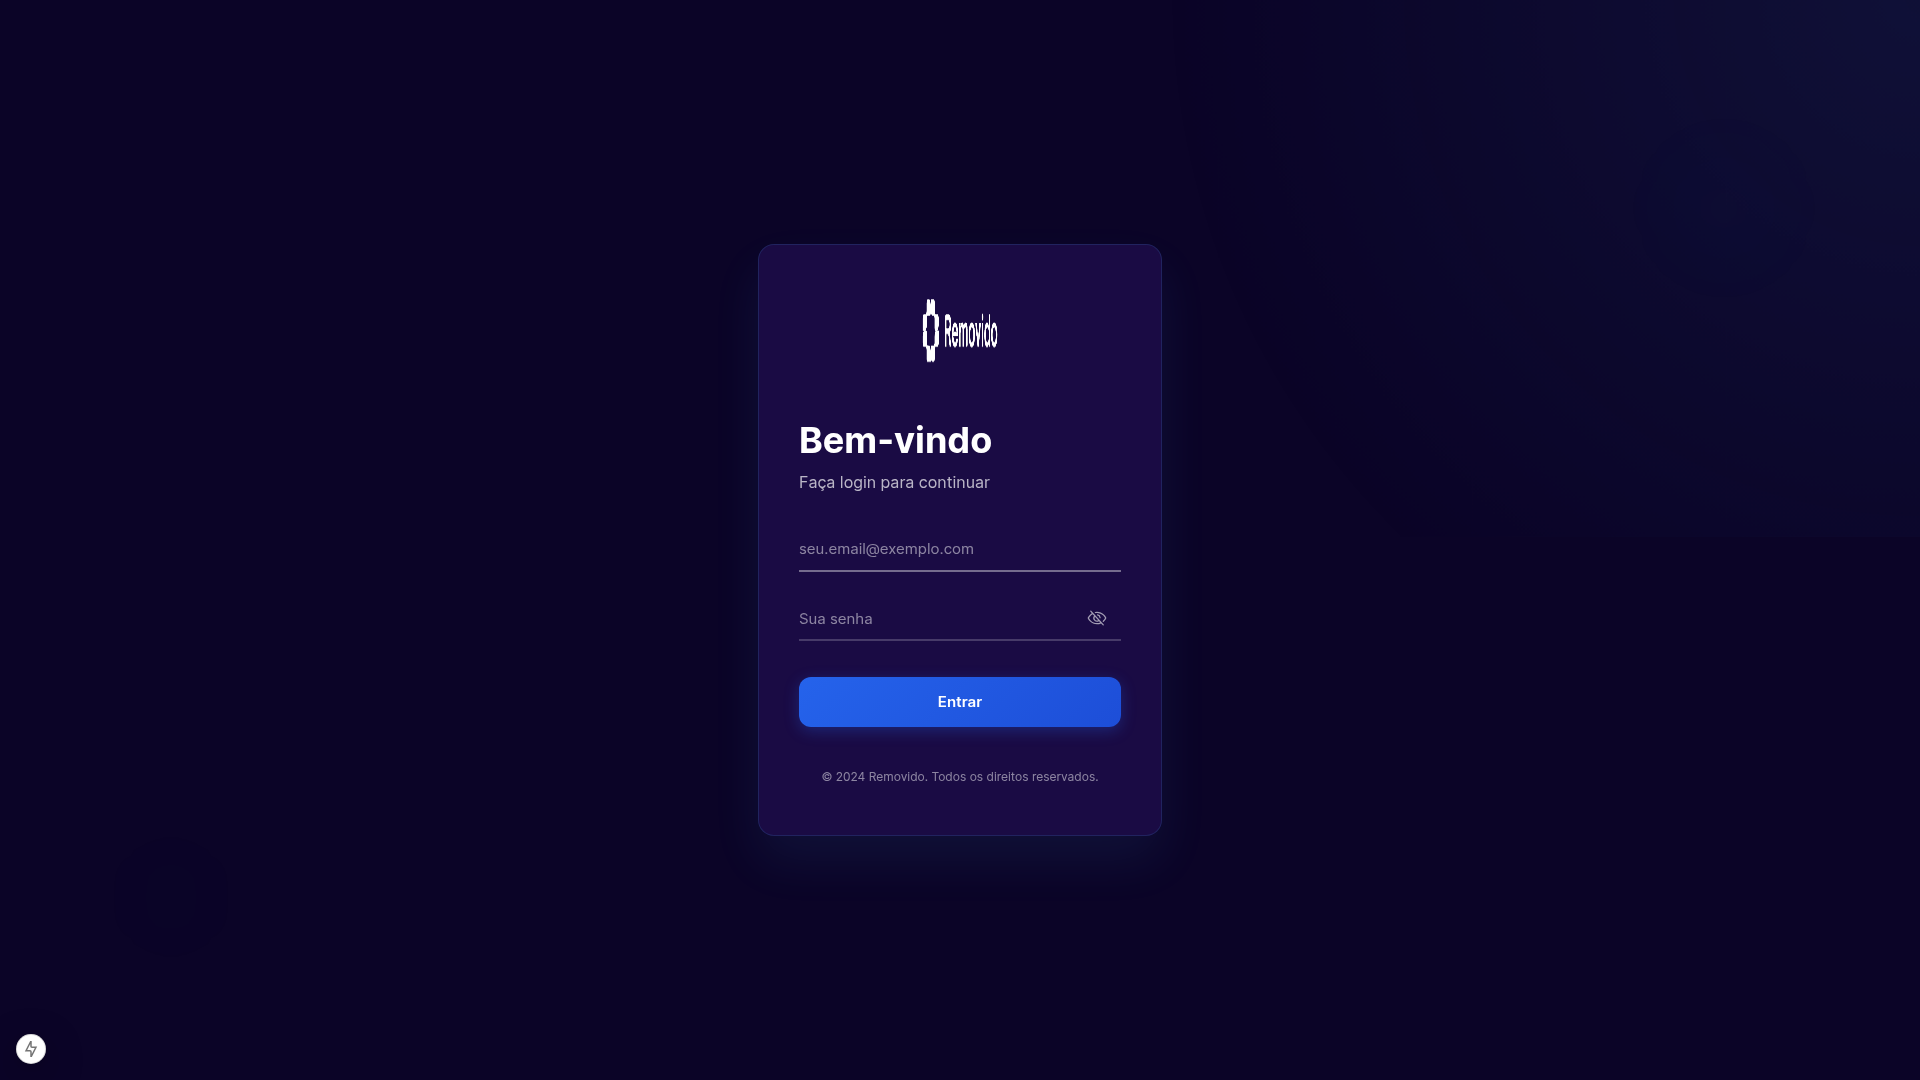 Removido
Bem-vindo
Faça login para continuar
seu.email@exemplo.com
Sua senha
Entrar
© 2024 Removido. Todos os direitos reservados.